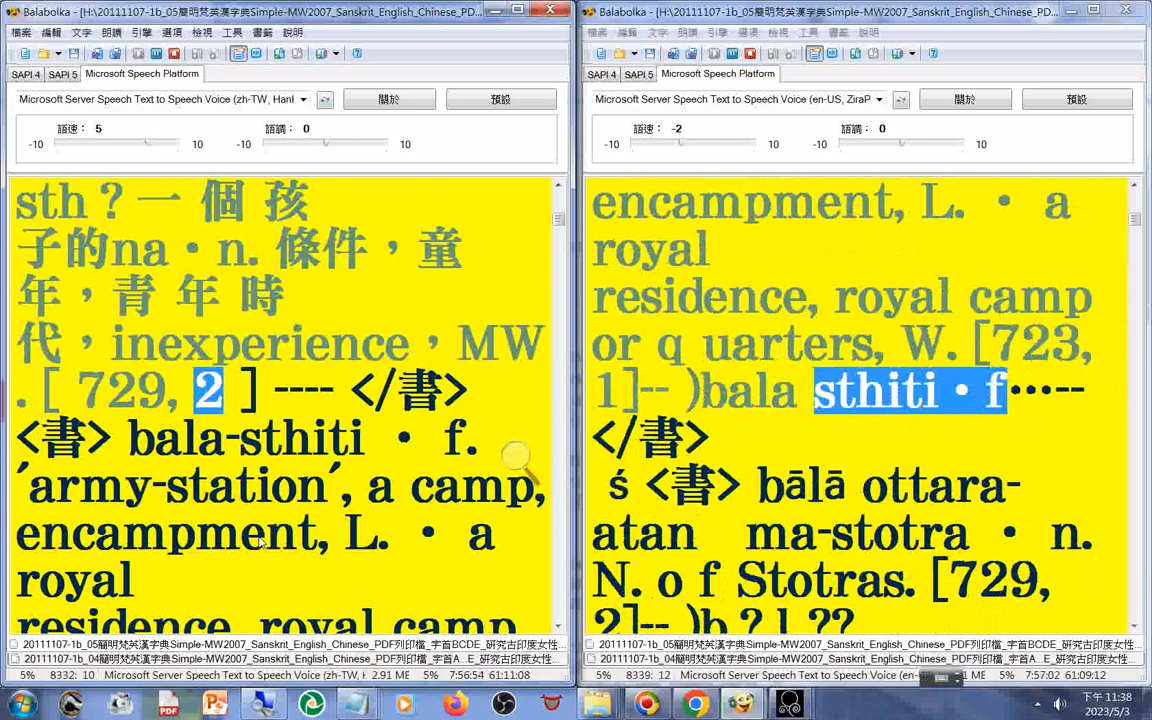 Balabolka - [H:\20111107-1b_05簡明梵英漢字典Simple-MW2007_Sanskrit_English_Chinese_PD...
檔案 編輯 文字 朗讀 引擎 選項 檢視 工具 書籤 說明
SAPI 4 SAPI 5 Microsoft Speech Platform
Microsoft Server Speech Text to Speech Voice (zh-TW, Hanl 關於 預設
語速： 5 語調： 0
-10 10 -10 10
sth ? 一 個 孩
子的na‧n. 條件，童
年，青 年 時
代，inexperience，MW
. [ 729, 2 ] ---- </書>
<書> bala-sthiti ‧ f.
'army-station', a camp,
encampment, L. ‧ a
royal
residence, royal camp
20111107-1b_05簡明梵英漢字典Simple-MW2007_Sanskrit_English_Chinese_PDF列印檔_字首BCDE_研究古印度女性...
20111107-1b_04簡明梵英漢字典Simple-MW2007_Sanskrit_English_Chinese_PDF列印檔_字首A...E_研究古印度女性...
5% 8332: 10 Microsoft Server Speech Text to Speech Voice (zh-TW, 2.91 MB 5% 7:56:54 61:11:08
Balabolka - [H:\20111107-1b_05簡明梵英漢字典Simple-MW2007_Sanskrit_English_Chinese_PD...
檔案 編輯 文字 朗讀 引擎 選項 檢視 工具 書籤 說明
SAPI 4 SAPI 5 Microsoft Speech Platform
Microsoft Server Speech Text to Speech Voice (en-US, ZiraP 關於 預設
語速： -2 語調： 0
-10 10 -10 10
encampment, L. ‧ a
royal
residence, royal camp
or q uarters, W. [723,
1]-- )bala sthiti‧f…--
</書>
ś <書> bālā ottara-
atan ma-stotra ‧ n.
N. o f Stotras. [729,
2]-- )b ? l ??
20111107-1b_05簡明梵英漢字典Simple-MW2007_Sanskrit_English_Chinese_PDF列印檔_字首BCDE_研究古印度女性...
20111107-1b_04簡明梵英漢字典Simple-MW2007_Sanskrit_English_Chinese_PDF列印檔_字首A...E_研究古印度女性...
5% 8339: 12 Microsoft Server Speech Text to Speech Voice MB 5% 7:57:02 61:09:12
PDF
下午 11:38
2023/5/3